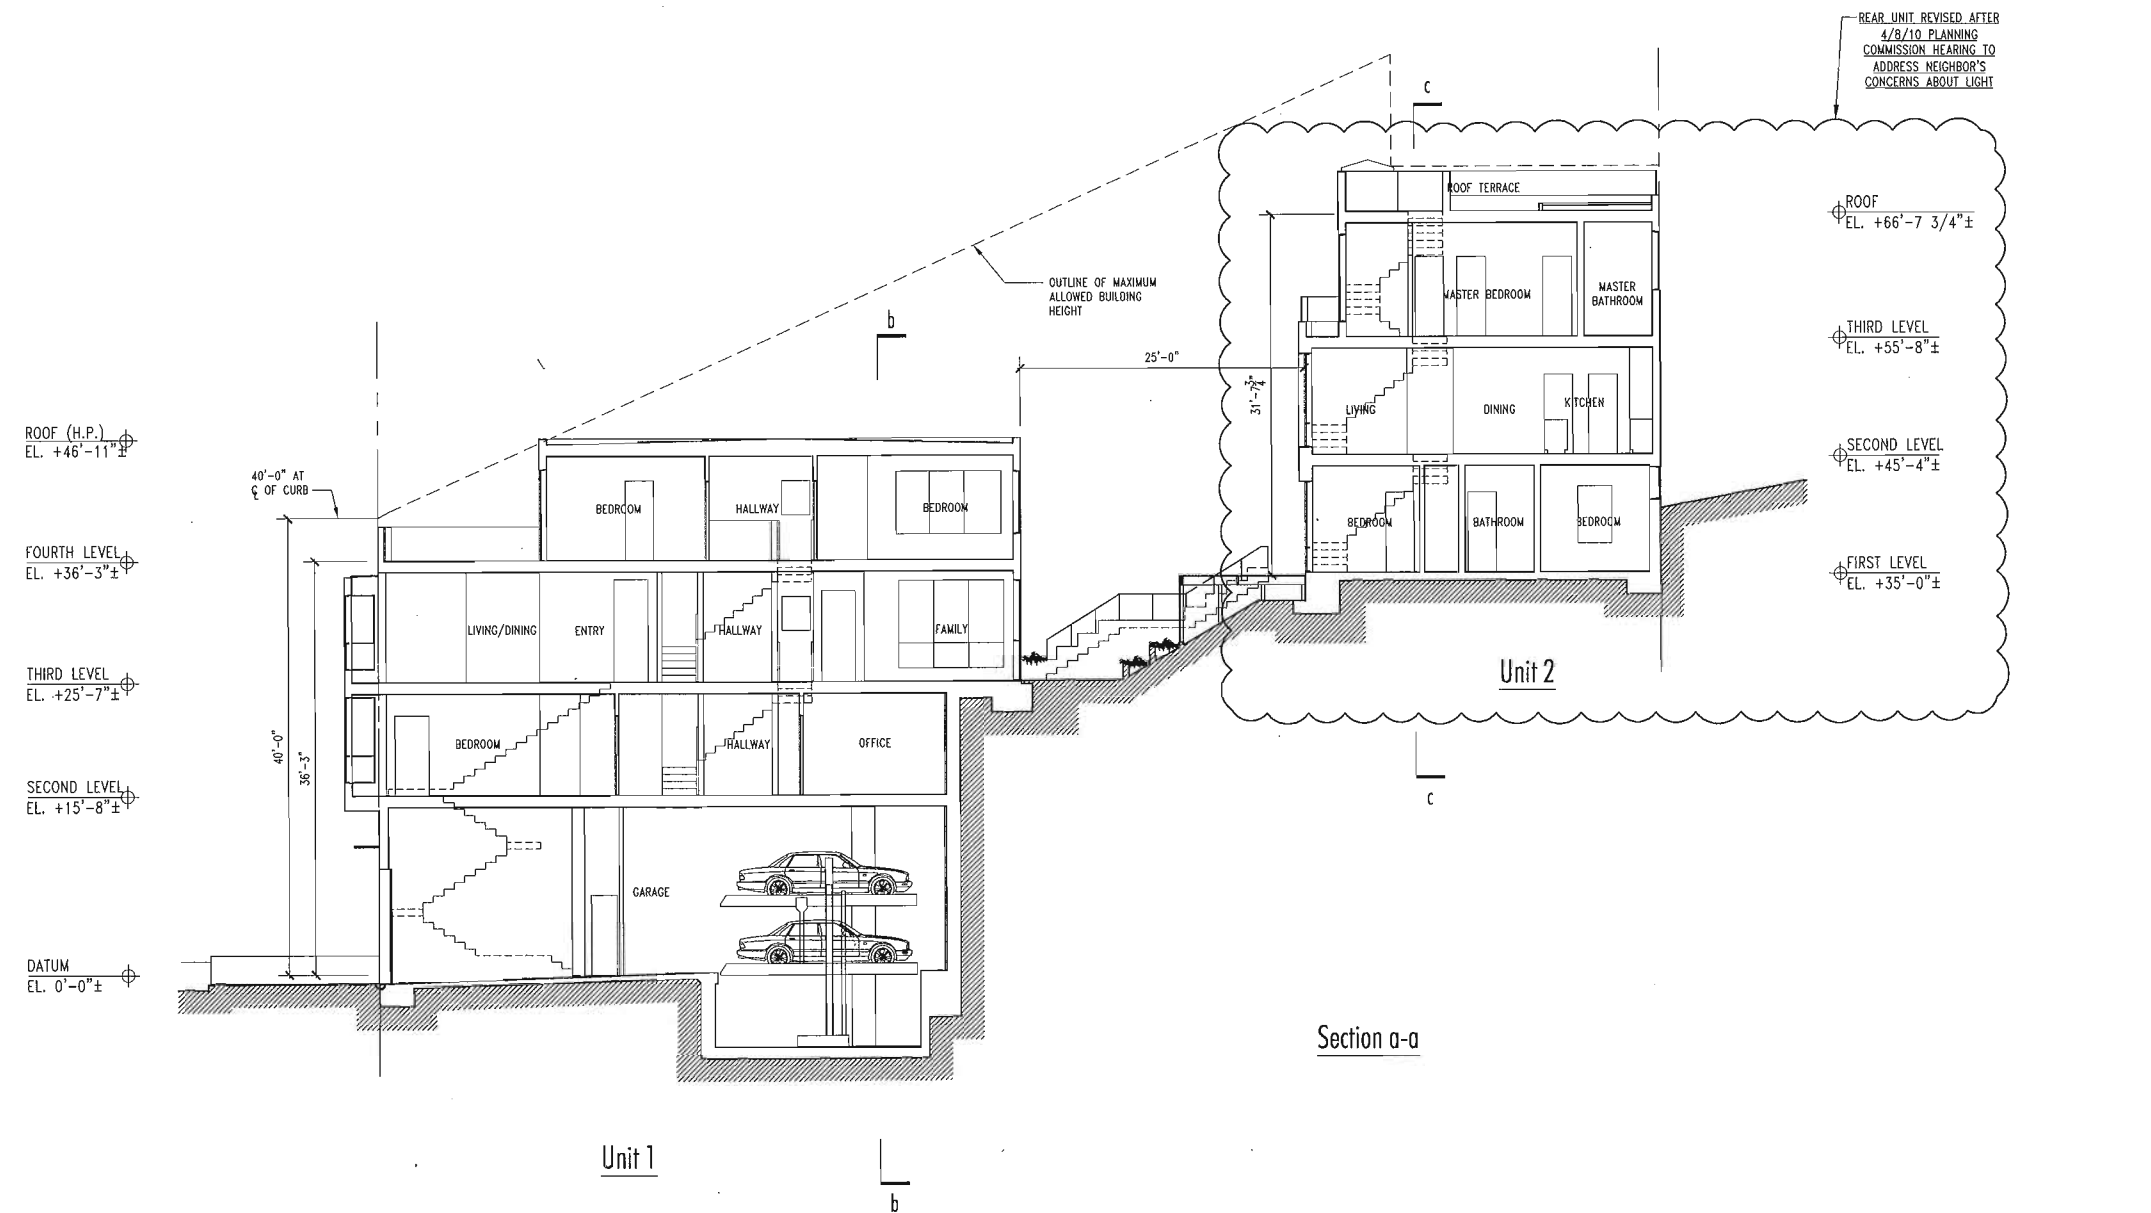 REAR UNIT REVISED AFTER
4/8/10 PLANNING
COMMISSION HEARING TO
ADDRESS NEIGHBOR'S
CONCERNS ABOUT LIGHT
c
ROOF TERRACE
ROOF
EL. +66'-7 3/4"±
OUTLINE OF MAXIMUM
ALLOWED BUILDING
HEIGHT
MASTER BEDROOM
MASTER
BATHROOM
b
THIRD LEVEL
EL. +55'-8"±
25'-0"
31'-7 3/4"
LIVING
DINING
KITCHEN
ROOF (H.P.)
EL. +46'-11"±
SECOND LEVEL
EL. +45'-4"±
40'-0" AT
℄ OF CURB
BEDROOM
HALLWAY
BEDROOM
BEDROOM
BATHROOM
BEDROOM
FOURTH LEVEL
EL. +36'-3"±
FIRST LEVEL
EL. +35'-0"±
LIVING/DINING
ENTRY
HALLWAY
FAMILY
Unit 2
THIRD LEVEL
EL. +25'-7"±
40'-0"
36'-3"
BEDROOM
HALLWAY
OFFICE
SECOND LEVEL
EL. +15'-8"±
c
GARAGE
DATUM
EL. 0'-0"±
Section a-a
Unit 1
b